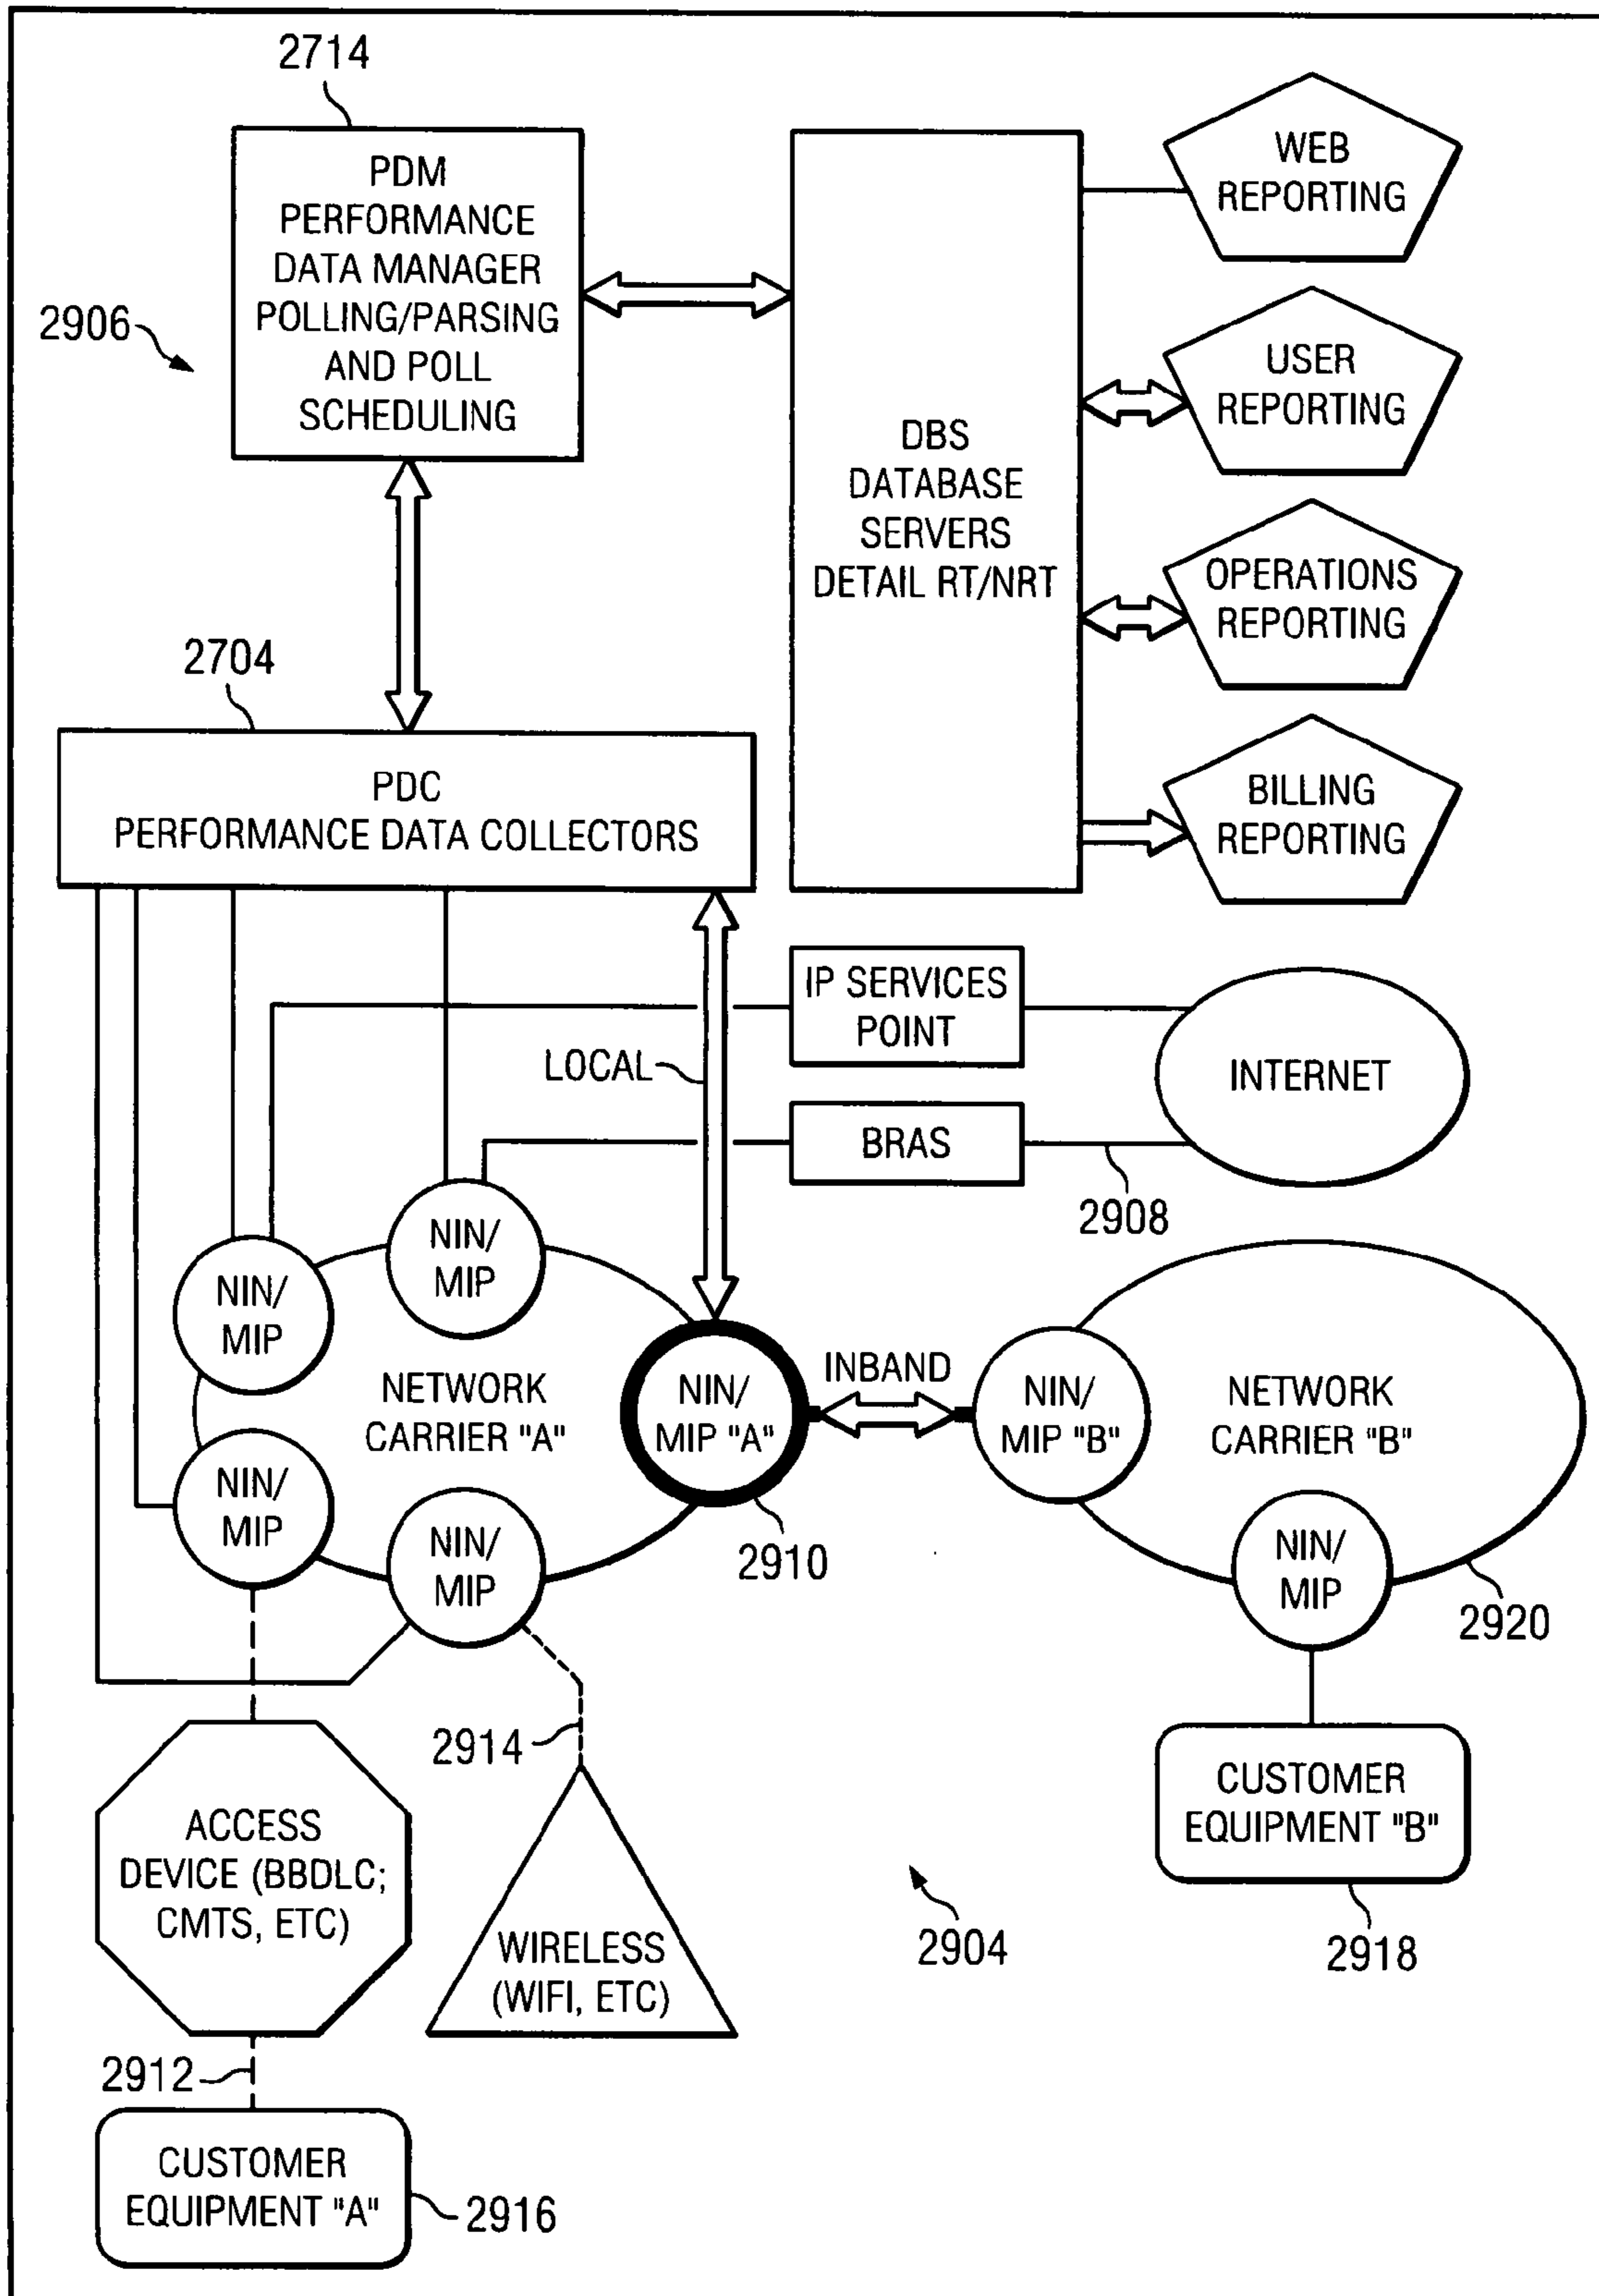 2714
PDM
PERFORMANCE
DATA MANAGER
POLLING/PARSING
AND POLL
SCHEDULING
2906
DBS
DATABASE
SERVERS
DETAIL RT/NRT
WEB
REPORTING
USER
REPORTING
OPERATIONS
REPORTING
BILLING
REPORTING
2704
PDC
PERFORMANCE DATA COLLECTORS
IP SERVICES
POINT
LOCAL
INTERNET
BRAS
2908
NIN/
MIP
NIN/
MIP
NETWORK
CARRIER "A"
NIN/
MIP "A"
INBAND
NIN/
MIP "B"
NETWORK
CARRIER "B"
NIN/
MIP
NIN/
MIP
2910
NIN/
MIP
2920
2914
ACCESS
DEVICE (BBDLC;
CMTS, ETC)
WIRELESS
(WIFI, ETC)
CUSTOMER
EQUIPMENT "B"
2904
2918
2912
CUSTOMER
EQUIPMENT "A"
2916